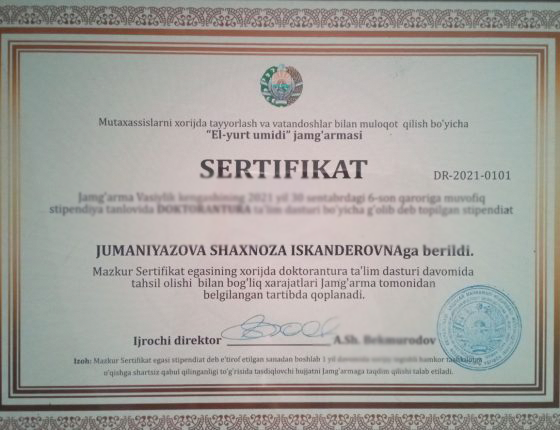 Mutaxassislarni xorijda tayyorlash va vatandoshlar bilan muloqot qilish bo'yicha
"El-yurt umidi" jamg'armasi
SERTIFIKAT
DR-2021-0101
Jamg'arma Vasiylik kengashining 2021 yil 30 sentabrdagi 6-son qaroriga muvofiq
stipendiya tanlovida DOKTORANTURA ta'lim dasturi bo'yicha g'olib deb topilgan stipendiat
JUMANIYAZOVA SHAXNOZA ISKANDEROVNAga berildi.
Mazkur Sertifikat egasining xorijda doktorantura ta'lim dasturi davomida
tahsil olishi bilan bog'liq xarajatlari Jamg'arma tomonidan
belgilangan tartibda qoplanadi.
Ijrochi direktor A.Sh. Bekmurodov
Izoh: Mazkur Sertifikat egasi stipendiat deb e'tirof etilgan sanadan boshlab 1 yil davomida
o'qishga shartsiz qabul qilinganligi to'g'risida tasdiqlovchi hujjatni Jamg'armaga taqdim qilishi talab etiladi.